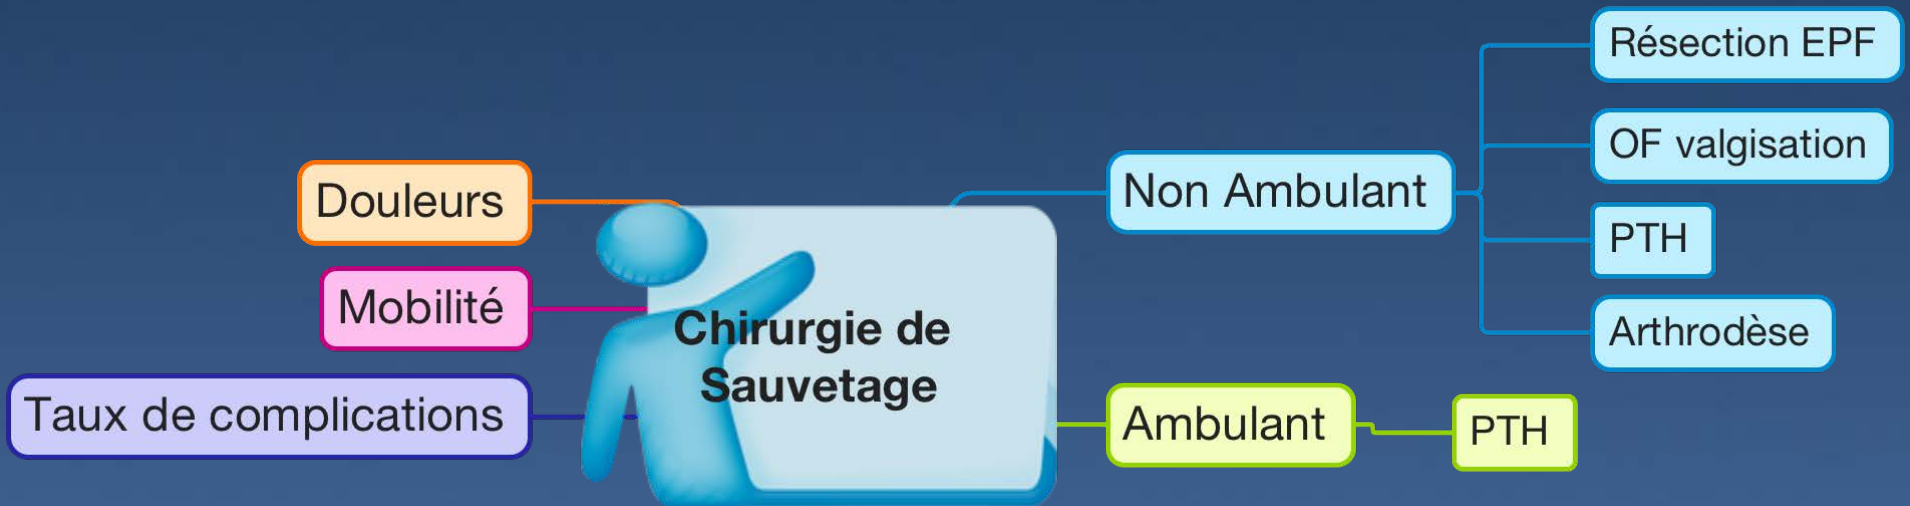 Douleurs
Mobilité
Taux de complications
Chirurgie de
Sauvetage
Non Ambulant
Résection EPF
OF valgisation
PTH
Arthrodèse
Ambulant
PTH